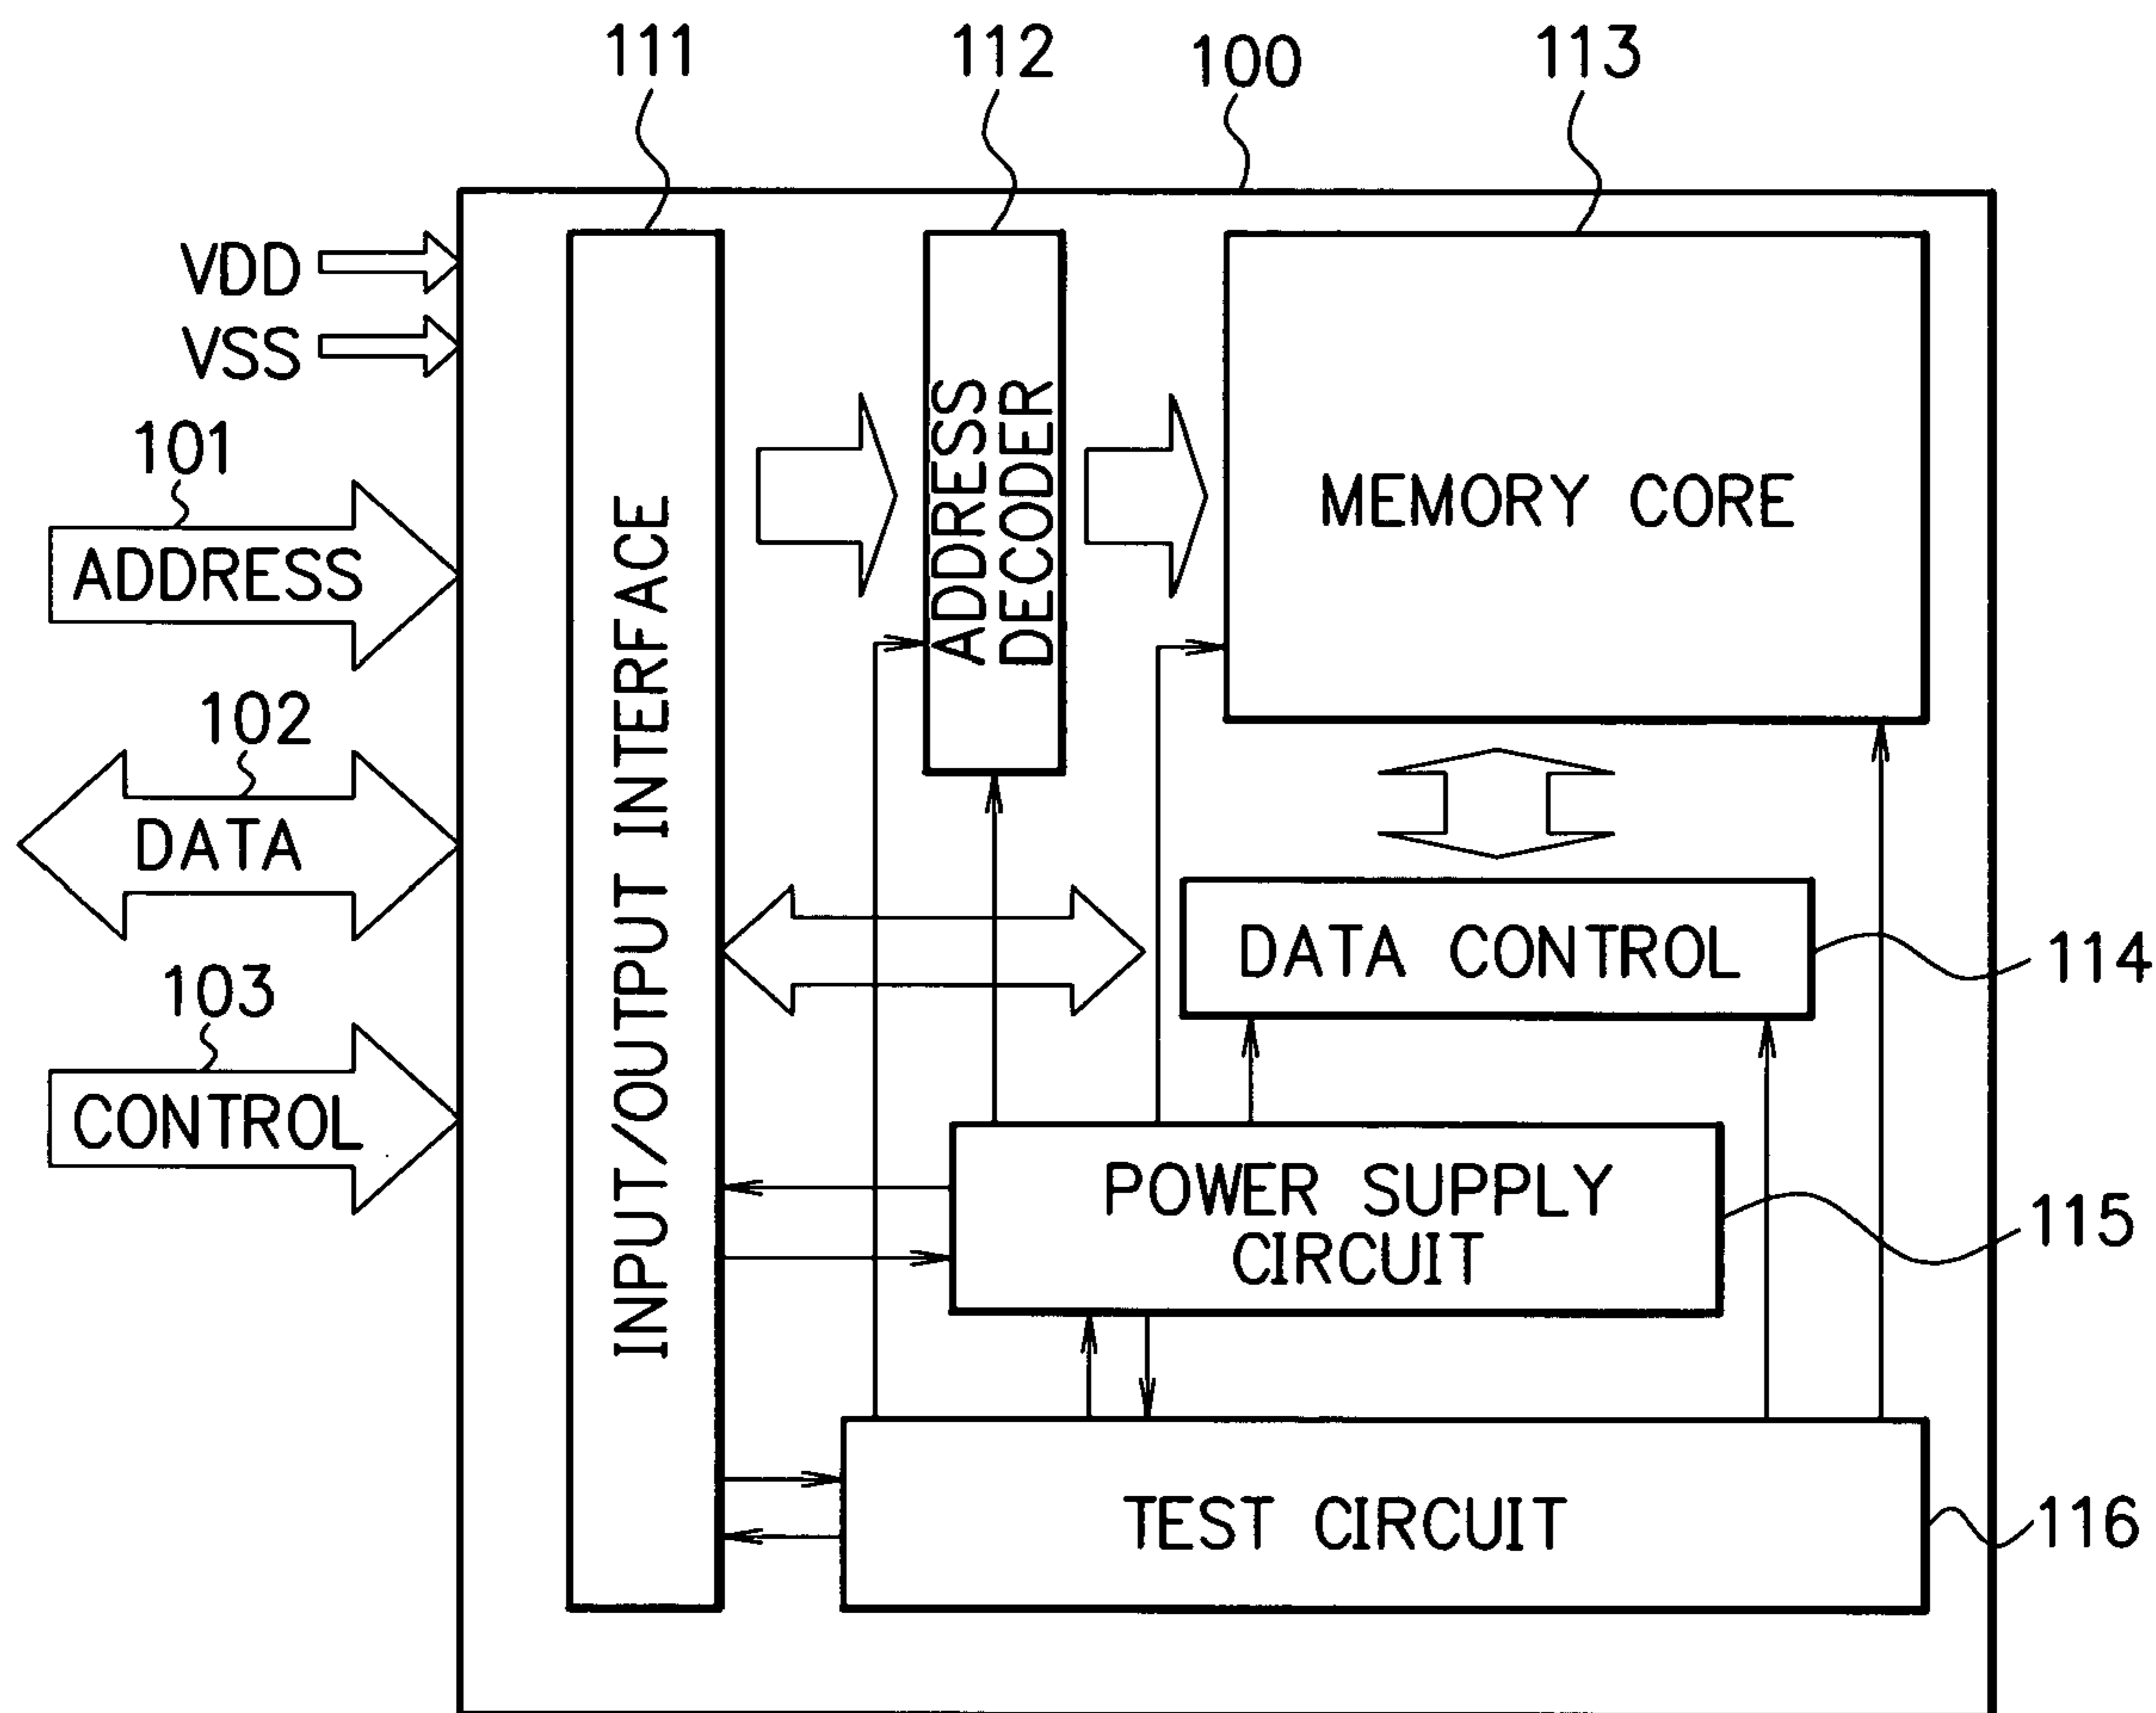 111
112
100
113
VDD
VSS
101
ADDRESS
102
DATA
103
CONTROL
INPUT/OUTPUT INTERFACE
ADDRESS
DECODER
MEMORY CORE
DATA CONTROL
114
POWER SUPPLY
CIRCUIT
115
TEST CIRCUIT
116